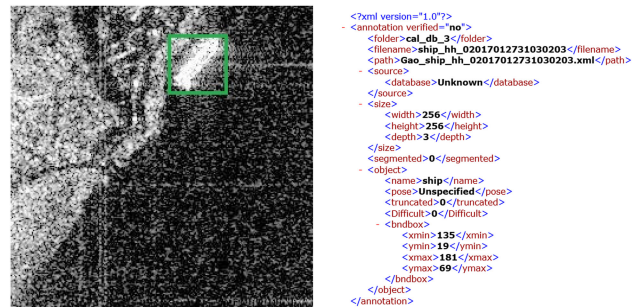 <?xml version="1.0"?>
- <annotation verified="no">
<folder>cal_db_3</folder>
<filename>ship_hh_02017012731030203</filename>
<path>Gao_ship_hh_02017012731030203.xml</path>
- <source>
<database>Unknown</database>
</source>
- <size>
<width>256</width>
<height>256</height>
<depth>3</depth>
</size>
<segmented>0</segmented>
- <object>
<name>ship</name>
<pose>Unspecified</pose>
<truncated>0</truncated>
<Difficult>0</Difficult>
- <bndbox>
<xmin>135</xmin>
<ymin>19</ymin>
<xmax>181</xmax>
<ymax>69</ymax>
</bndbox>
</object>
</annotation>